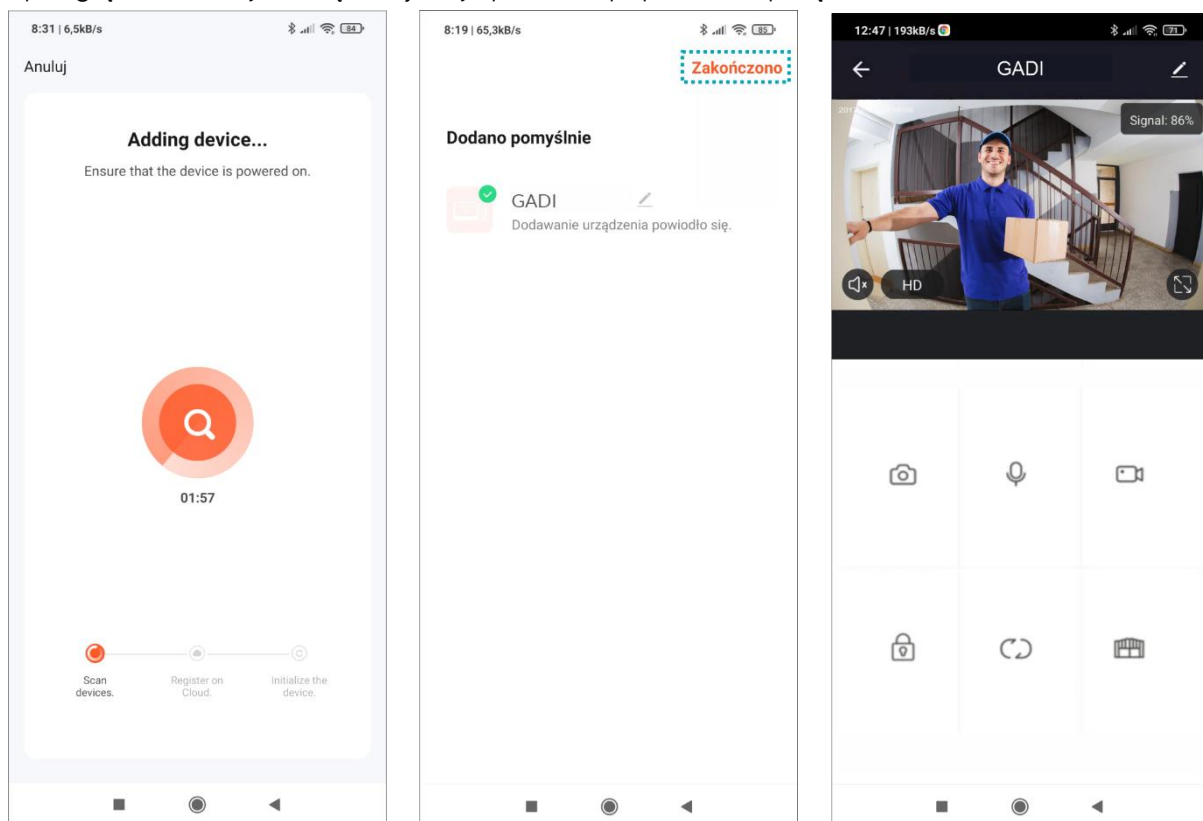 8:31 | 6,5kB/s
84
Anuluj
Adding device...
Ensure that the device is powered on.
01:57
Scan
devices.
Register on
Cloud.
Initialize the
device.
8:19 | 65,3kB/s
85
Zakończono
Dodano pomyślnie
GADI
Dodawanie urządzenia powiodło się.
12:47 | 193kB/s
71
GADI
Signal: 86%
HD